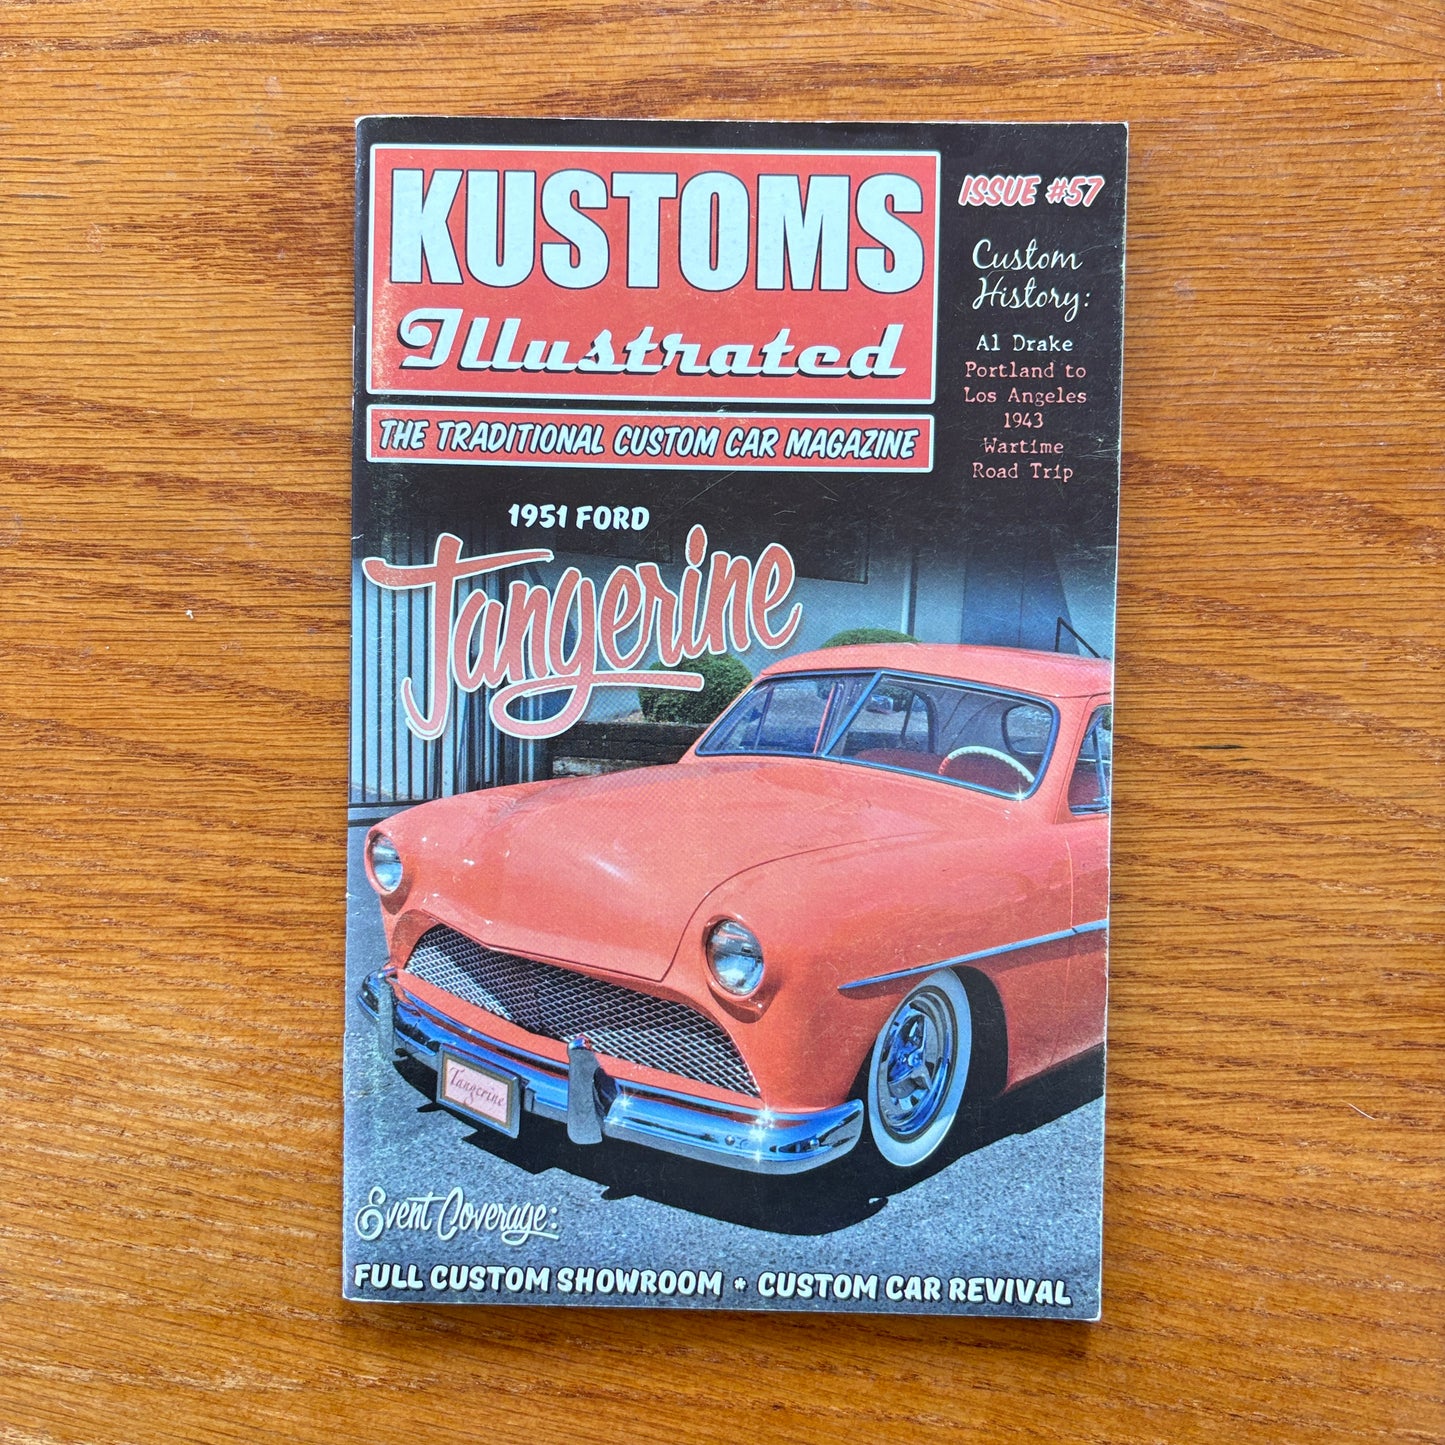 KUSTOMS
Illustrated
THE TRADITIONAL CUSTOM CAR MAGAZINE
ISSUE #57
Custom
History:
Al Drake
Portland to
Los Angeles
1943
Wartime
Road Trip
1951 FORD
Tangerine
Tangerine
Event Coverage:
FULL CUSTOM SHOWROOM * CUSTOM CAR REVIVAL